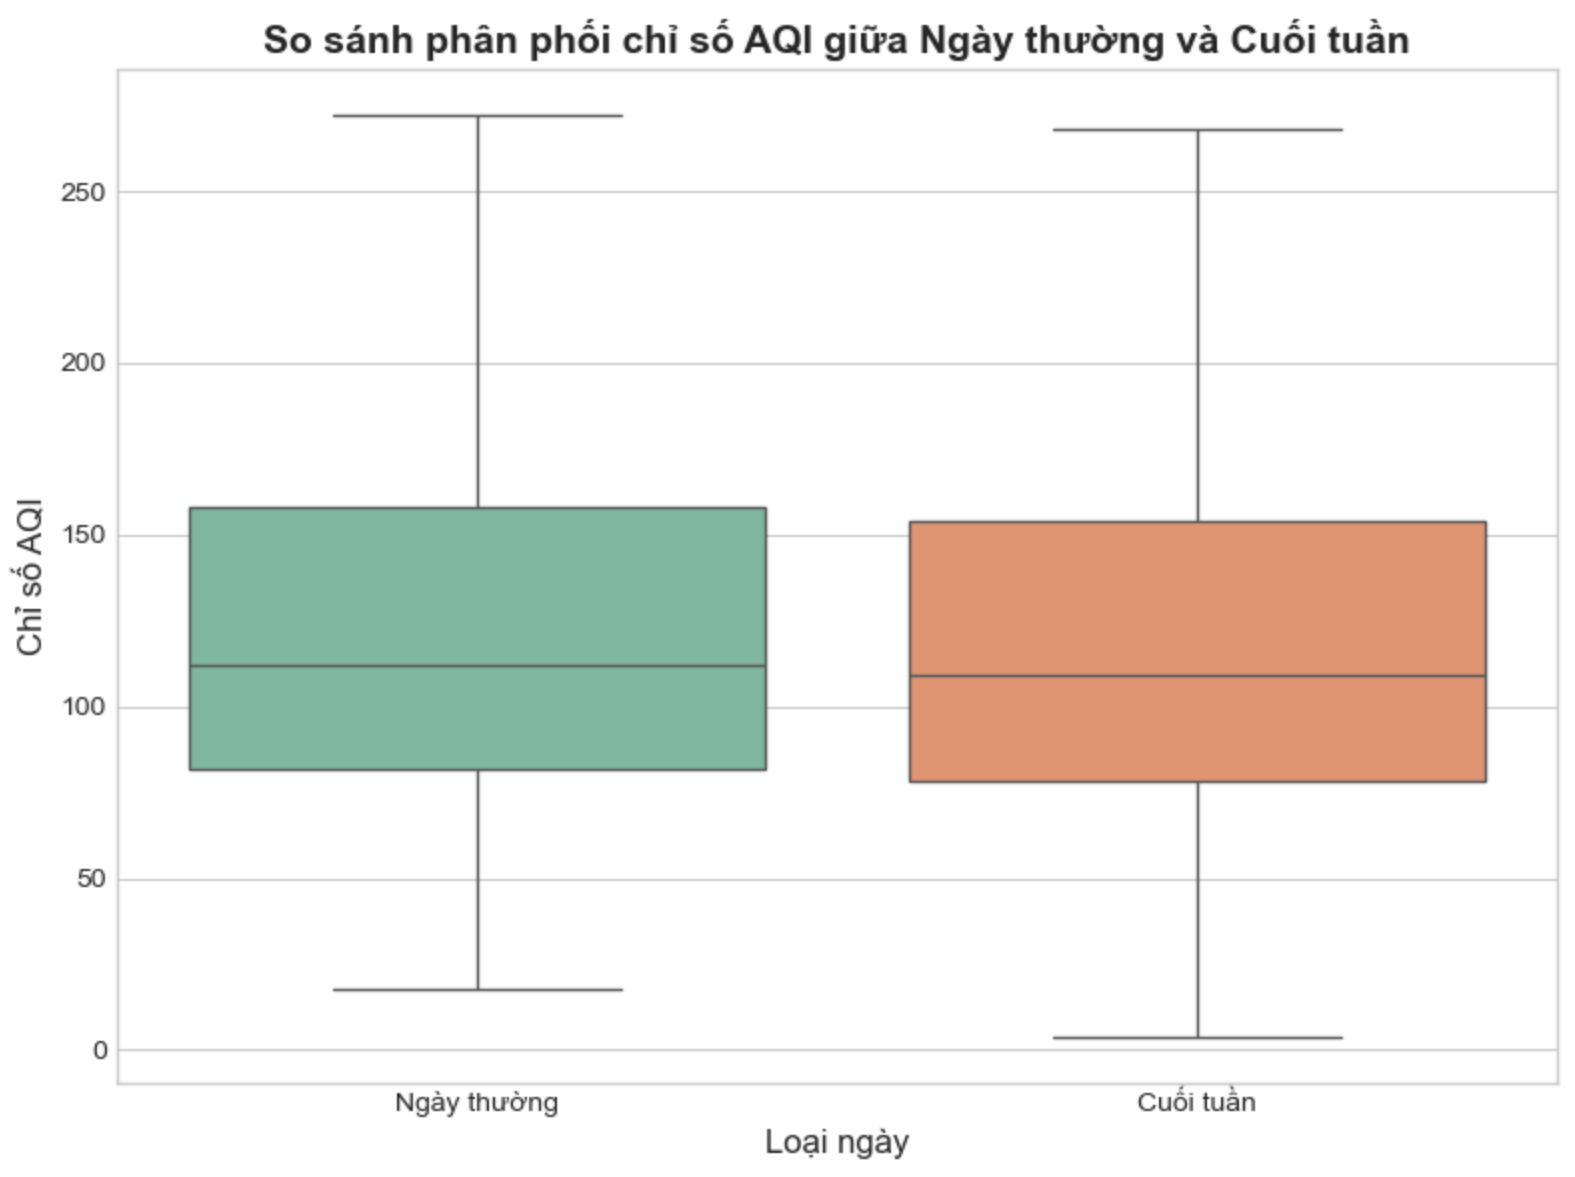 So sánh phân phối chỉ số AQI giữa Ngày thường và Cuối tuần
Chỉ số AQI
250
200
150
100
50
0
Ngày thường
Cuối tuần
Loại ngày